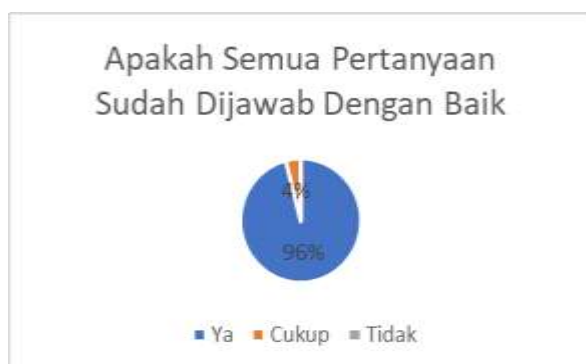 Apakah Semua Pertanyaan
Sudah Dijawab Dengan Baik
4%
96%
Ya Cukup Tidak